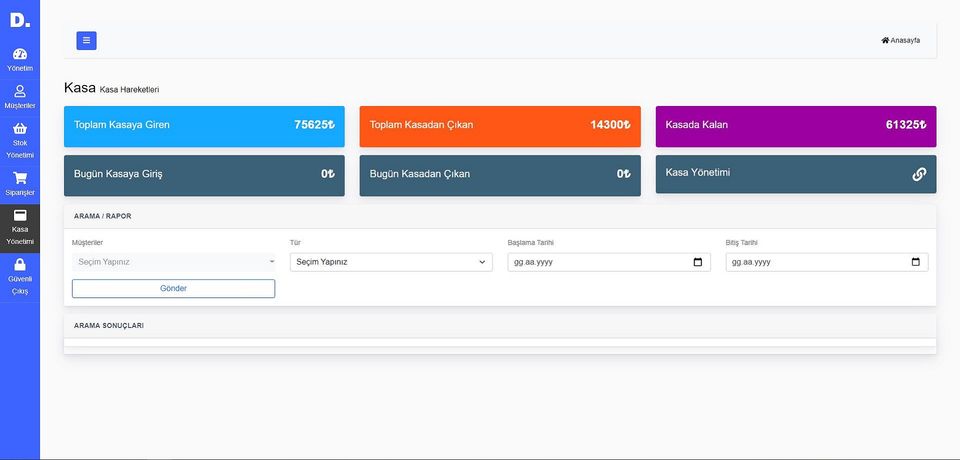 D.
Yönetim
Müşteriler
Stok
Yönetimi
Siparişler
Kasa
Yönetimi
Güvenli
Çıkış
Anasayfa
Kasa Kasa Hareketleri
Toplam Kasaya Giren 75625₺
Toplam Kasadan Çıkan 14300₺
Kasada Kalan 61325₺
Bugün Kasaya Giriş 0₺
Bugün Kasadan Çıkan 0₺
Kasa Yönetimi
ARAMA / RAPOR
Müşteriler
Seçim Yapınız
Tür
Seçim Yapınız
Başlama Tarihi
gg.aa.yyyy
Bitiş Tarihi
gg.aa.yyyy
Gönder
ARAMA SONUÇLARI